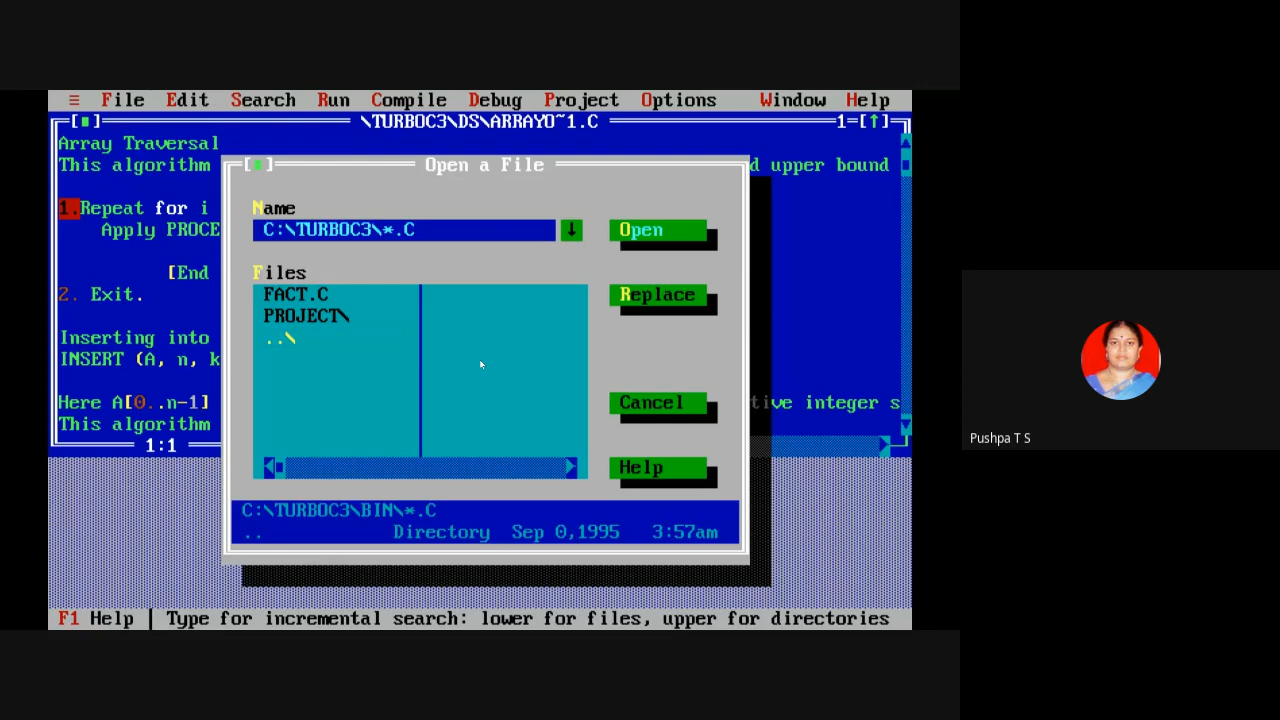 ≡ File Edit Search Run Compile Debug Project Options Window Help
[■] \TURBOC3\DS\ARRAYO~1.C 1=[↑]
Array Traversal
This algorithm d upper bound
1.Repeat for i
Apply PROCE
[End
2. Exit.
Inserting into
INSERT (A, n, k
Here A[0..n-1] tive integer s
This algorithm
1:1
[■] Open a File
Name
C:\TURBOC3\*.C ↓
Open
Files
FACT.C
PROJECT\
..\
Replace
Cancel
Help
C:\TURBOC3\BIN\*.C
.. Directory Sep 0,1995 3:57am
F1 Help │ Type for incremental search: lower for files, upper for directories
Pushpa T S